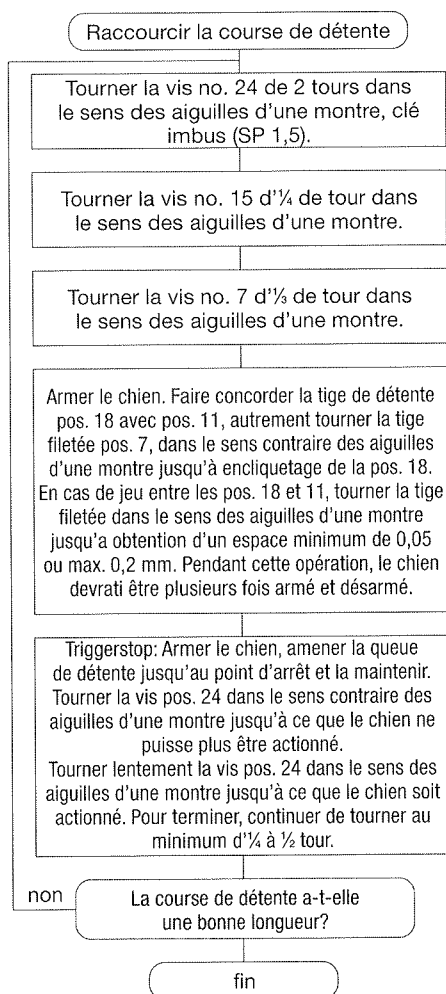 Raccourcir la course de détente
Tourner la vis no. 24 de 2 tours dans
le sens des aiguilles d'une montre, clé
imbus (SP 1,5).
Tourner la vis no. 15 d'¼ de tour dans
le sens des aiguilles d'une montre.
Tourner la vis no. 7 d'⅓ de tour dans
le sens des aiguilles d'une montre.
Armer le chien. Faire concorder la tige de détente
pos. 18 avec pos. 11, autrement tourner la tige
filetée pos. 7, dans le sens contraire des aiguilles
d'une montre jusqu'à encliquetage de la pos. 18.
En cas de jeu entre les pos. 18 et 11, tourner la tige
filetée dans le sens des aiguilles d'une montre
jusqu'a obtention d'un espace minimum de 0,05
ou max. 0,2 mm. Pendant cette opération, le chien
devrati être plusieurs fois armé et désarmé.
Triggerstop: Armer le chien, amener la queue
de détente jusqu'au point d'arrêt et la maintenir.
Tourner la vis pos. 24 dans le sens contraire des
aiguilles d'une montre jusqu'à ce que le chien ne
puisse plus être actionné.
Tourner lentement la vis pos. 24 dans le sens des
aiguilles d'une montre jusqu'à ce que le chien soit
actionné. Pour terminer, continuer de tourner au
minimum d'¼ à ½ tour.
non
La course de détente a-t-elle
une bonne longueur?
fin